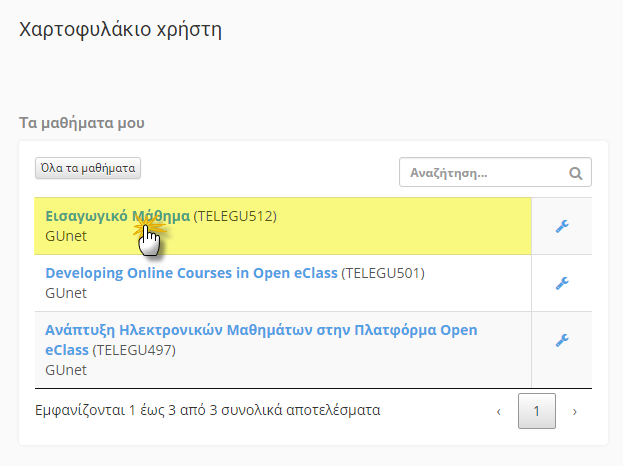 Χαρτοφυλάκιο χρήστη
Τα μαθήματα μου
Όλα τα μαθήματα
Αναζήτηση...
Εισαγωγικό Μάθημα (TELEGU512)
GUnet
Developing Online Courses in Open eClass (TELEGU501)
GUnet
Ανάπτυξη Ηλεκτρονικών Μαθημάτων στην Πλατφόρμα Open
eClass (TELEGU497)
GUnet
Εμφανίζονται 1 έως 3 από 3 συνολικά αποτελέσματα
‹ 1 ›